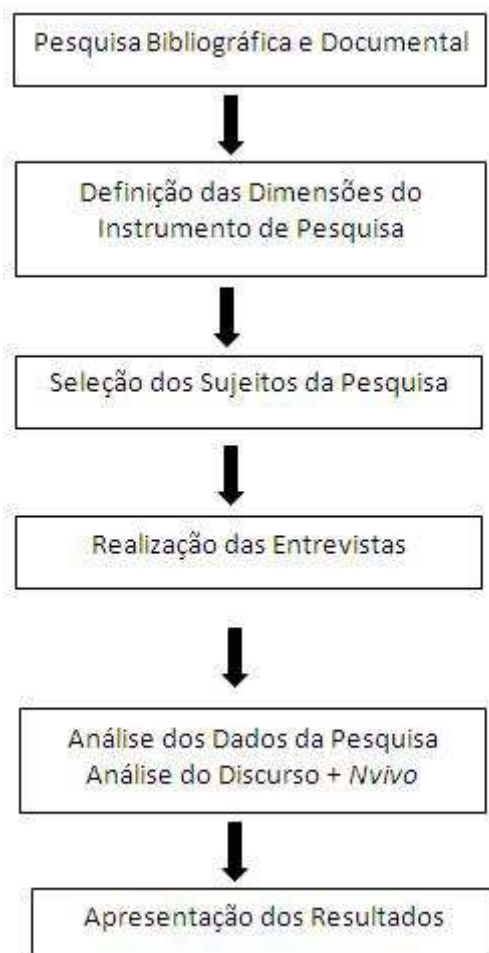 Pesquisa Bibliográfica e Documental
Definição das Dimensões do
Instrumento de Pesquisa
Seleção dos Sujeitos da Pesquisa
Realização das Entrevistas
Análise dos Dados da Pesquisa
Análise do Discurso + Nvivo
Apresentação dos Resultados